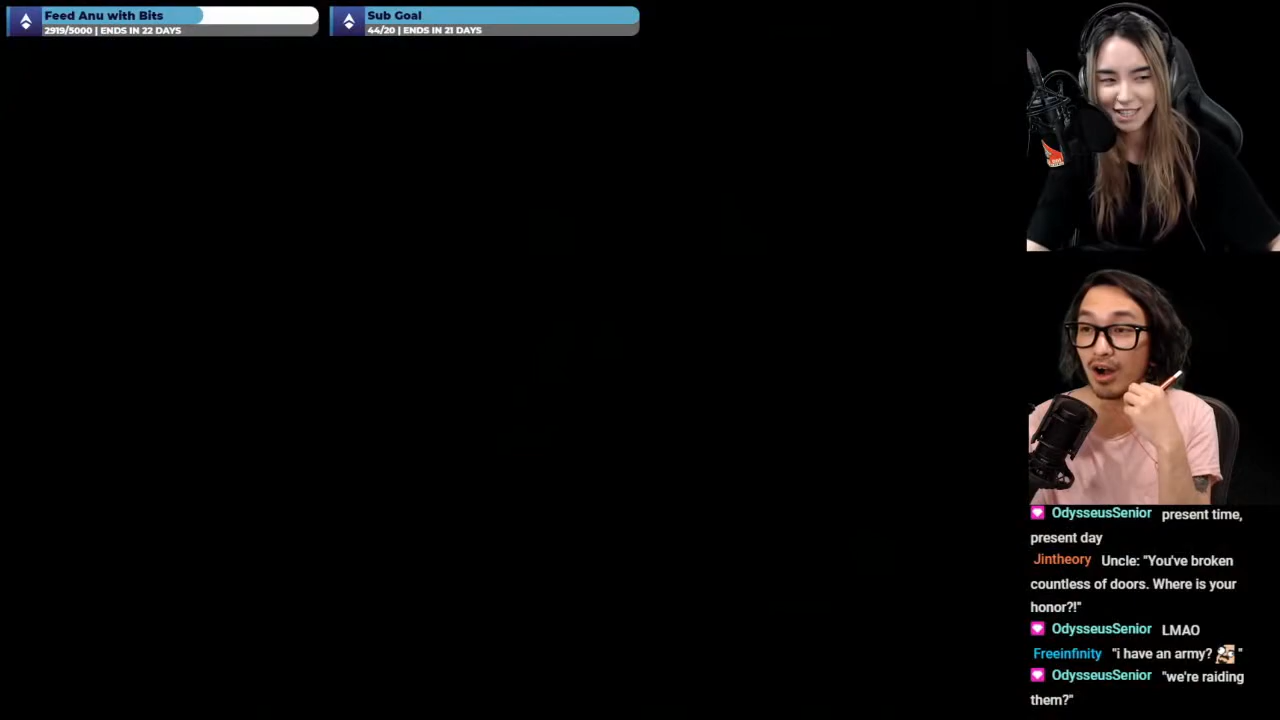 Feed Anu with Bits
2919/5000 | ENDS IN 22 DAYS
Sub Goal
44/20 | ENDS IN 21 DAYS
OdysseusSenior present time,
present day
Jintheory Uncle: "You've broken
countless of doors. Where is your
honor?!"
OdysseusSenior LMAO
Freeinfinity "i have an army? "
OdysseusSenior "we're raiding
them?"